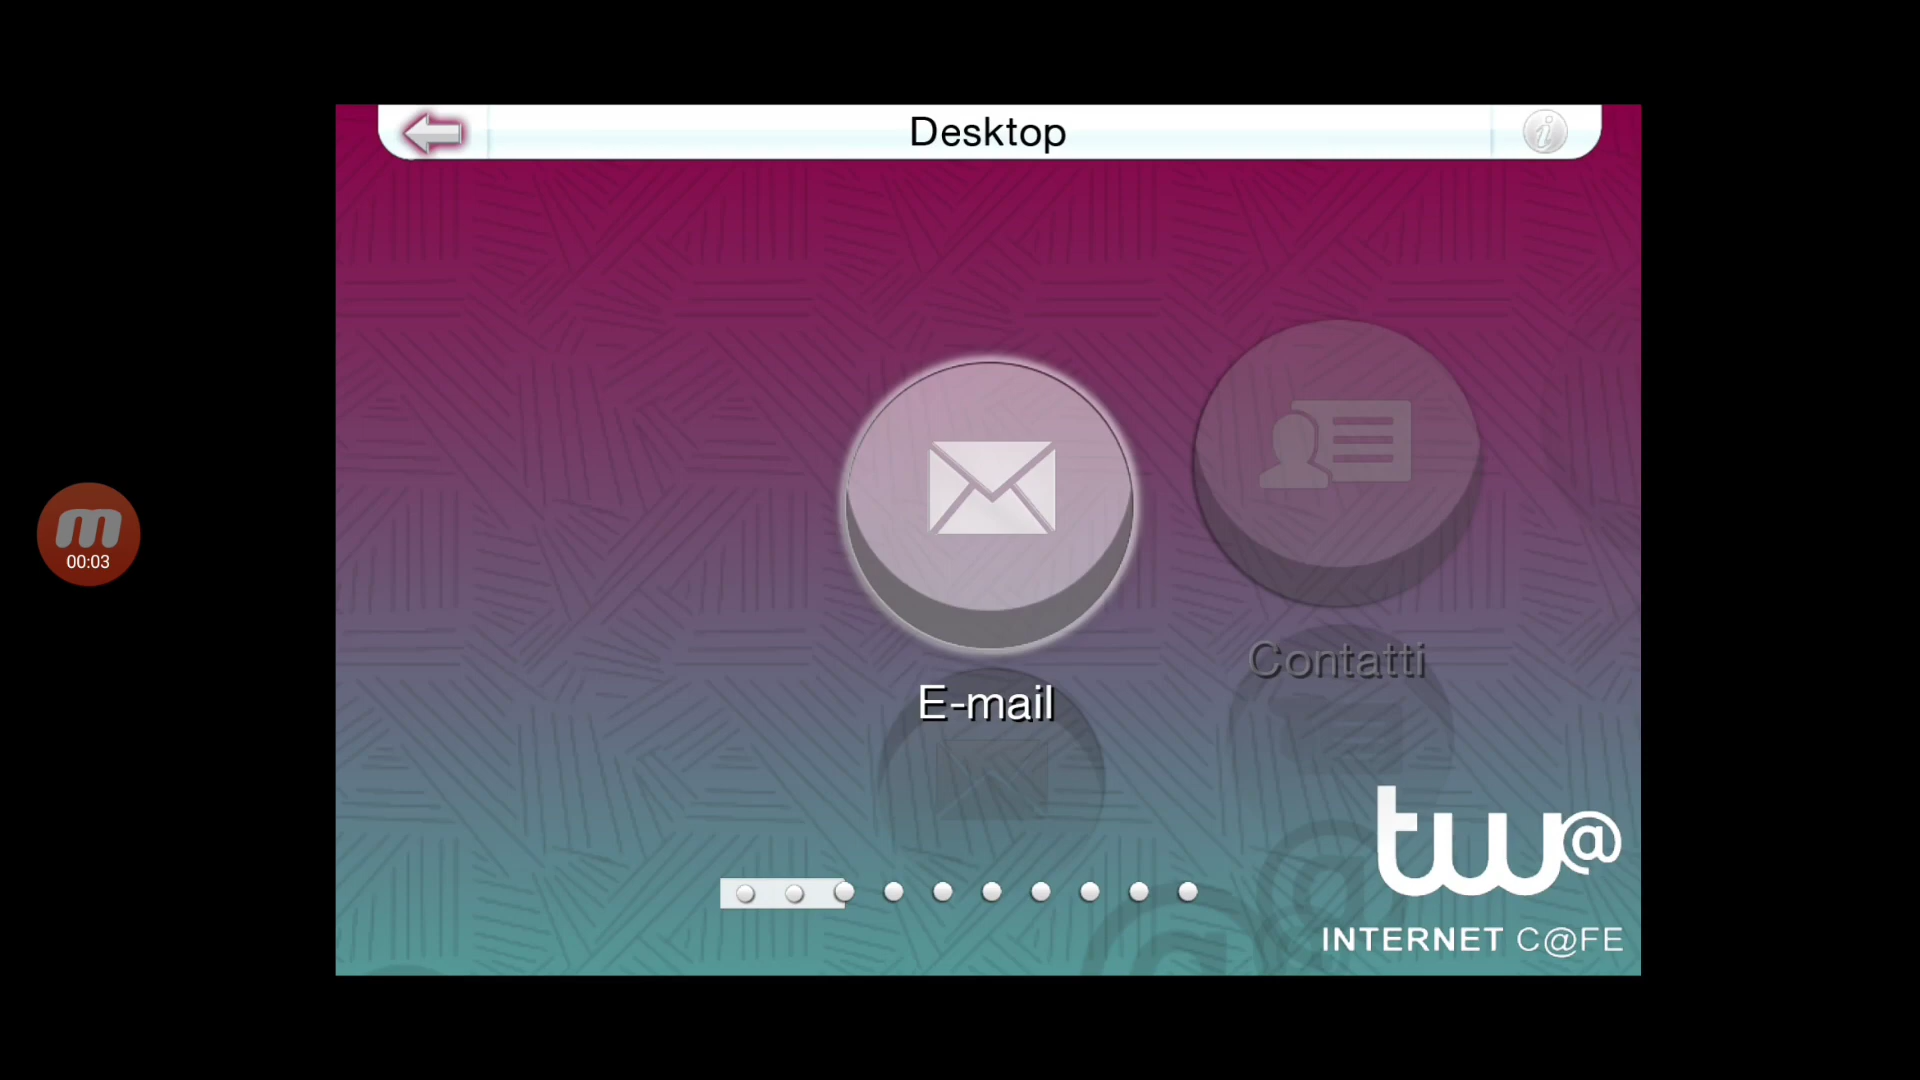 Desktop
00:03
E-mail
Contatti
tw@
INTERNET C@FE